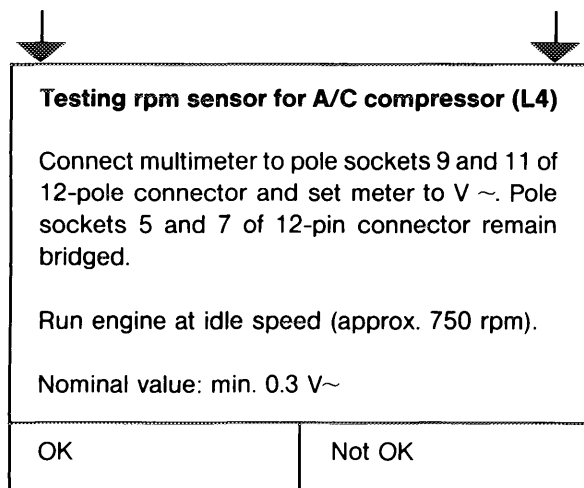 Testing rpm sensor for A/C compressor (L4)
Connect multimeter to pole sockets 9 and 11 of
12-pole connector and set meter to V ~. Pole
sockets 5 and 7 of 12-pin connector remain
bridged.
Run engine at idle speed (approx. 750 rpm).
Nominal value: min. 0.3 V~
OK
Not OK